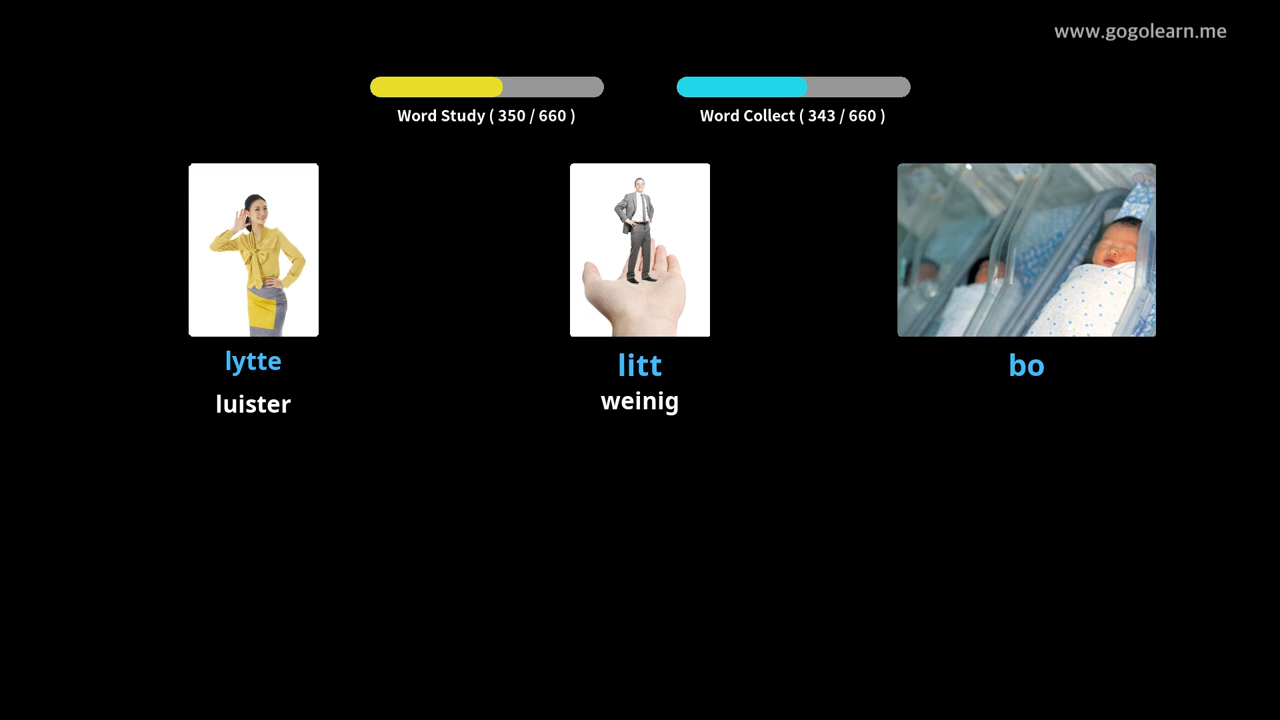 www.gogolearn.me
Word Study ( 350 / 660 )
Word Collect ( 343 / 660 )
lytte
luister
litt
weinig
bo